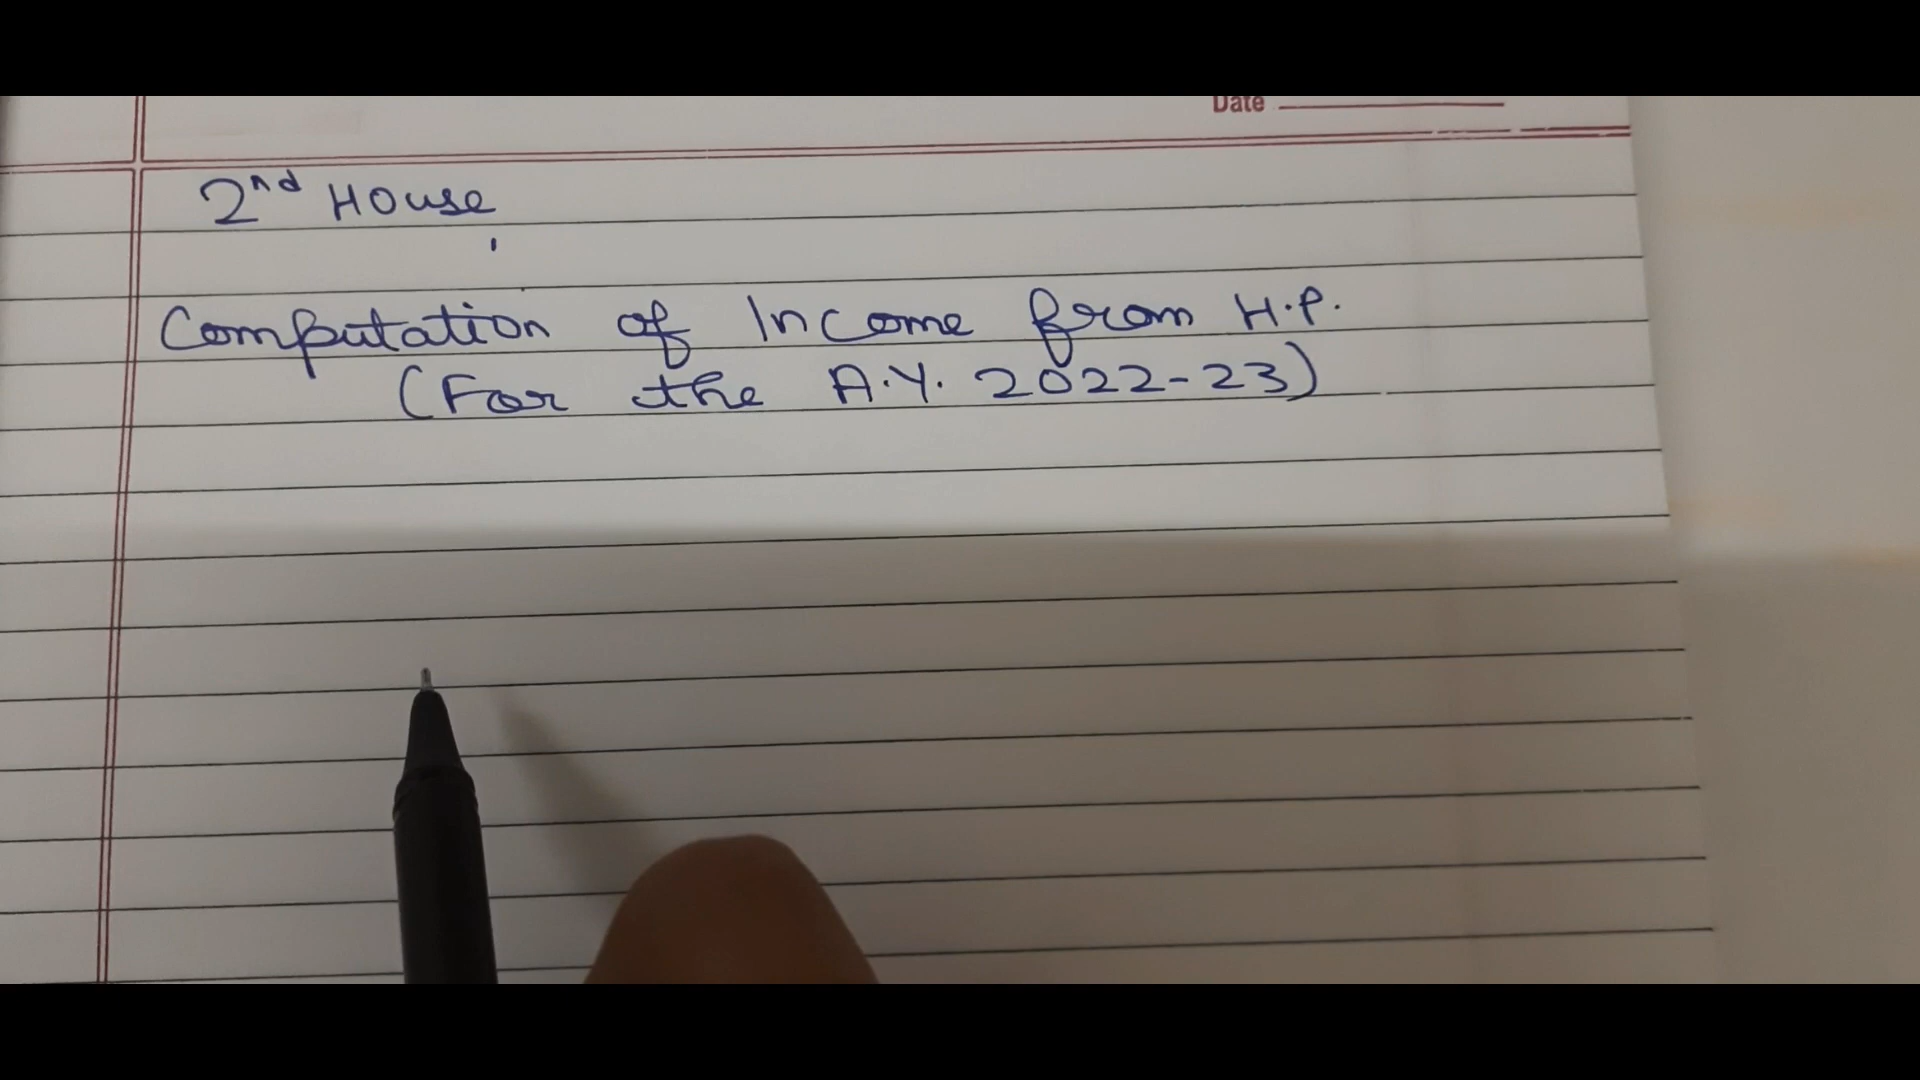 Date
2nd House
Computation of Income from H.P.
(For the A.Y. 2022-23)